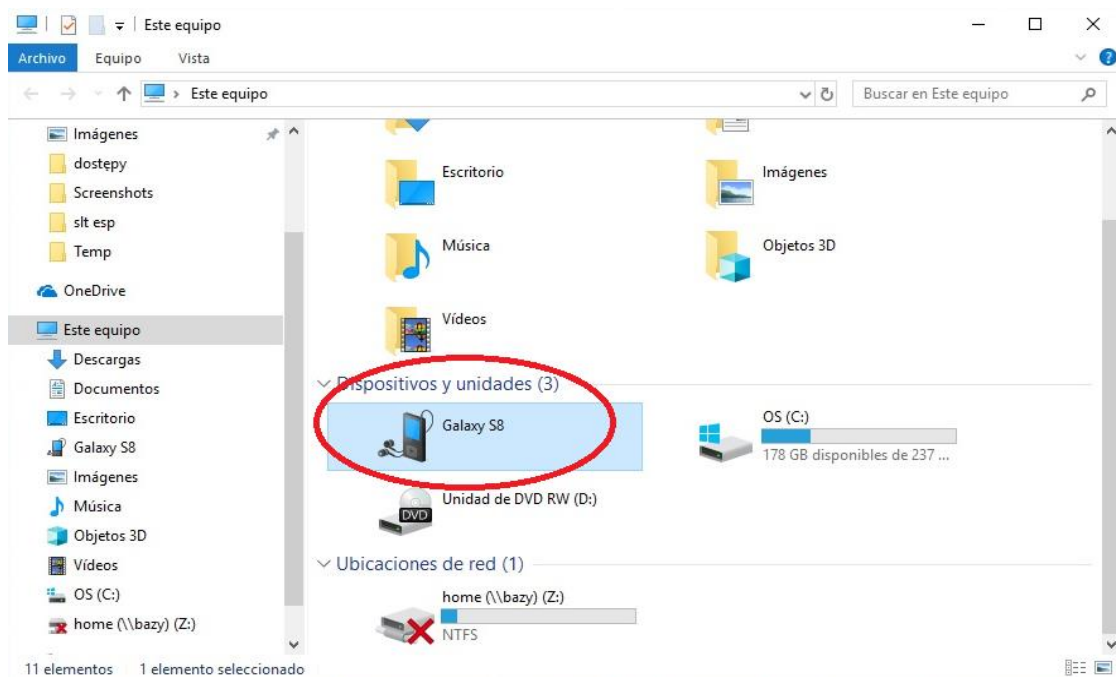 Este equipo
Archivo Equipo Vista
Este equipo
Buscar en Este equipo
Imágenes
dostępy
Screenshots
slt esp
Temp
OneDrive
Este equipo
Descargas
Documentos
Escritorio
Galaxy S8
Imágenes
Música
Objetos 3D
Vídeos
OS (C:)
home (\\bazy) (Z:)
Escritorio
Imágenes
Música
Objetos 3D
Vídeos
Dispositivos y unidades (3)
Galaxy S8
OS (C:)
178 GB disponibles de 237 ...
Unidad de DVD RW (D:)
DVD
Ubicaciones de red (1)
home (\\bazy) (Z:)
NTFS
11 elementos 1 elemento seleccionado